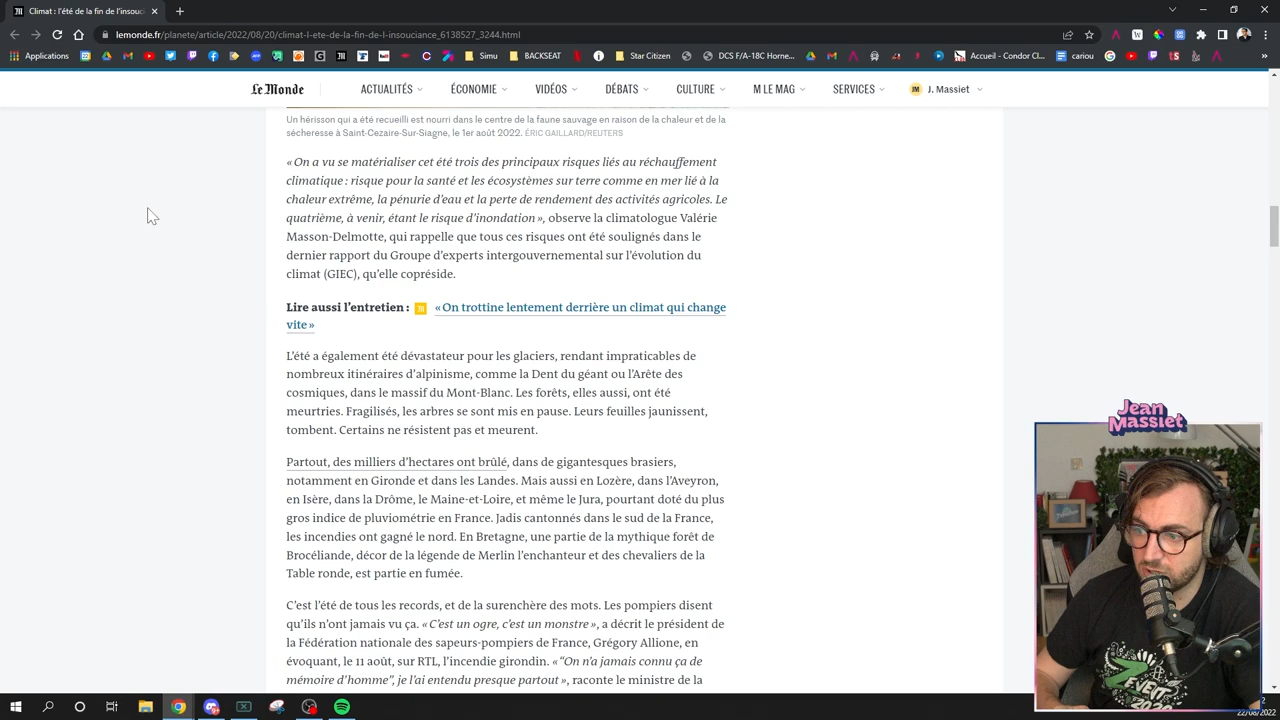 Climat : l'été de la fin de l'insouci
lemonde.fr/planete/article/2022/08/20/climat-l-ete-de-la-fin-de-l-insouciance_6138527_3244.html
Applications
Simu
BACKSEAT
Star Citizen
DCS F/A-18C Horne...
Accueil - Condor Cl...
cariou
Le Monde
ACTUALITÉS
ÉCONOMIE
VIDÉOS
DÉBATS
CULTURE
M LE MAG
SERVICES
JM J. Massiet
Un hérisson qui a été recueilli est nourri dans le centre de la faune sauvage en raison de la chaleur et de la
sécheresse à Saint-Cezaire-Sur-Siagne, le 1er août 2022. ÉRIC GAILLARD/REUTERS
« On a vu se matérialiser cet été trois des principaux risques liés au réchauffement
climatique : risque pour la santé et les écosystèmes sur terre comme en mer lié à la
chaleur extrême, la pénurie d'eau et la perte de rendement des activités agricoles. Le
quatrième, à venir, étant le risque d'inondation », observe la climatologue Valérie
Masson-Delmotte, qui rappelle que tous ces risques ont été soulignés dans le
dernier rapport du Groupe d'experts intergouvernemental sur l'évolution du
climat (GIEC), qu'elle copréside.
Lire aussi l'entretien : « On trottine lentement derrière un climat qui change
vite »
L'été a également été dévastateur pour les glaciers, rendant impraticables de
nombreux itinéraires d'alpinisme, comme la Dent du géant ou l'Arête des
cosmiques, dans le massif du Mont-Blanc. Les forêts, elles aussi, ont été
meurtries. Fragilisés, les arbres se sont mis en pause. Leurs feuilles jaunissent,
tombent. Certains ne résistent pas et meurent.
Partout, des milliers d'hectares ont brûlé, dans de gigantesques brasiers,
notamment en Gironde et dans les Landes. Mais aussi en Lozère, dans l'Aveyron,
en Isère, dans la Drôme, le Maine-et-Loire, et même le Jura, pourtant doté du plus
gros indice de pluviométrie en France. Jadis cantonnés dans le sud de la France,
les incendies ont gagné le nord. En Bretagne, une partie de la mythique forêt de
Brocéliande, décor de la légende de Merlin l'enchanteur et des chevaliers de la
Table ronde, est partie en fumée.
C'est l'été de tous les records, et de la surenchère des mots. Les pompiers disent
qu'ils n'ont jamais vu ça. « C'est un ogre, c'est un monstre », a décrit le président de
la Fédération nationale des sapeurs-pompiers de France, Grégory Allione, en
évoquant, le 11 août, sur RTL, l'incendie girondin. « “On n'a jamais connu ça de
mémoire d'homme”, je l'ai entendu presque partout », raconte le ministre de la
Jean
Massiet
ZEVENT
2020
22/08/2022